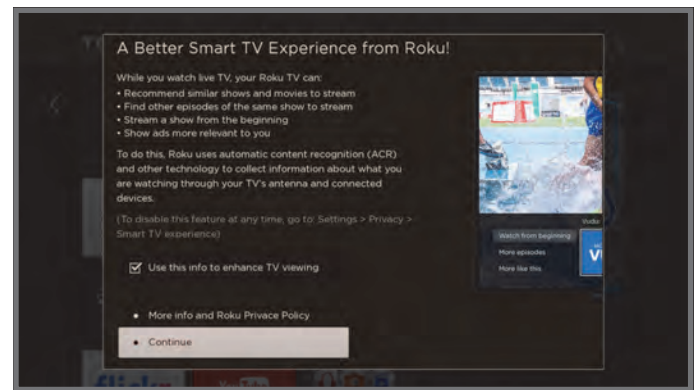 A Better Smart TV Experience from Roku!
While you watch live TV, your Roku TV can:
• Recommend similar shows and movies to stream
• Find other episodes of the same show to stream
• Stream a show from the beginning
• Show ads more relevant to you
To do this, Roku uses automatic content recognition (ACR)
and other technology to collect information about what you
are watching through your TV's antenna and connected
devices.
(To disable this feature at any time, go to: Settings > Privacy >
Smart TV experience)
Use this info to enhance TV viewing
• More info and Roku Privace Policy
• Continue
Vudu
Watch from beginning
More episodes
More like this